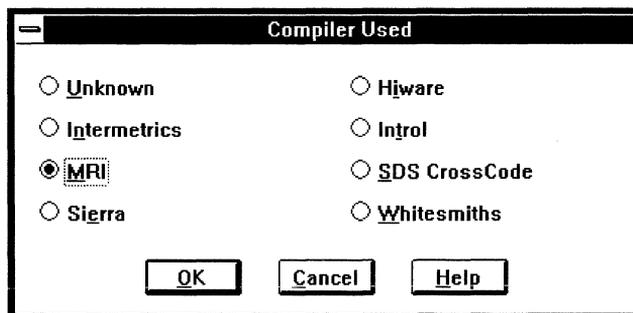 Compiler Used
Unknown Hiware
Intermetrics Introl
MRI SDS CrossCode
Sierra Whitesmiths
OK Cancel Help